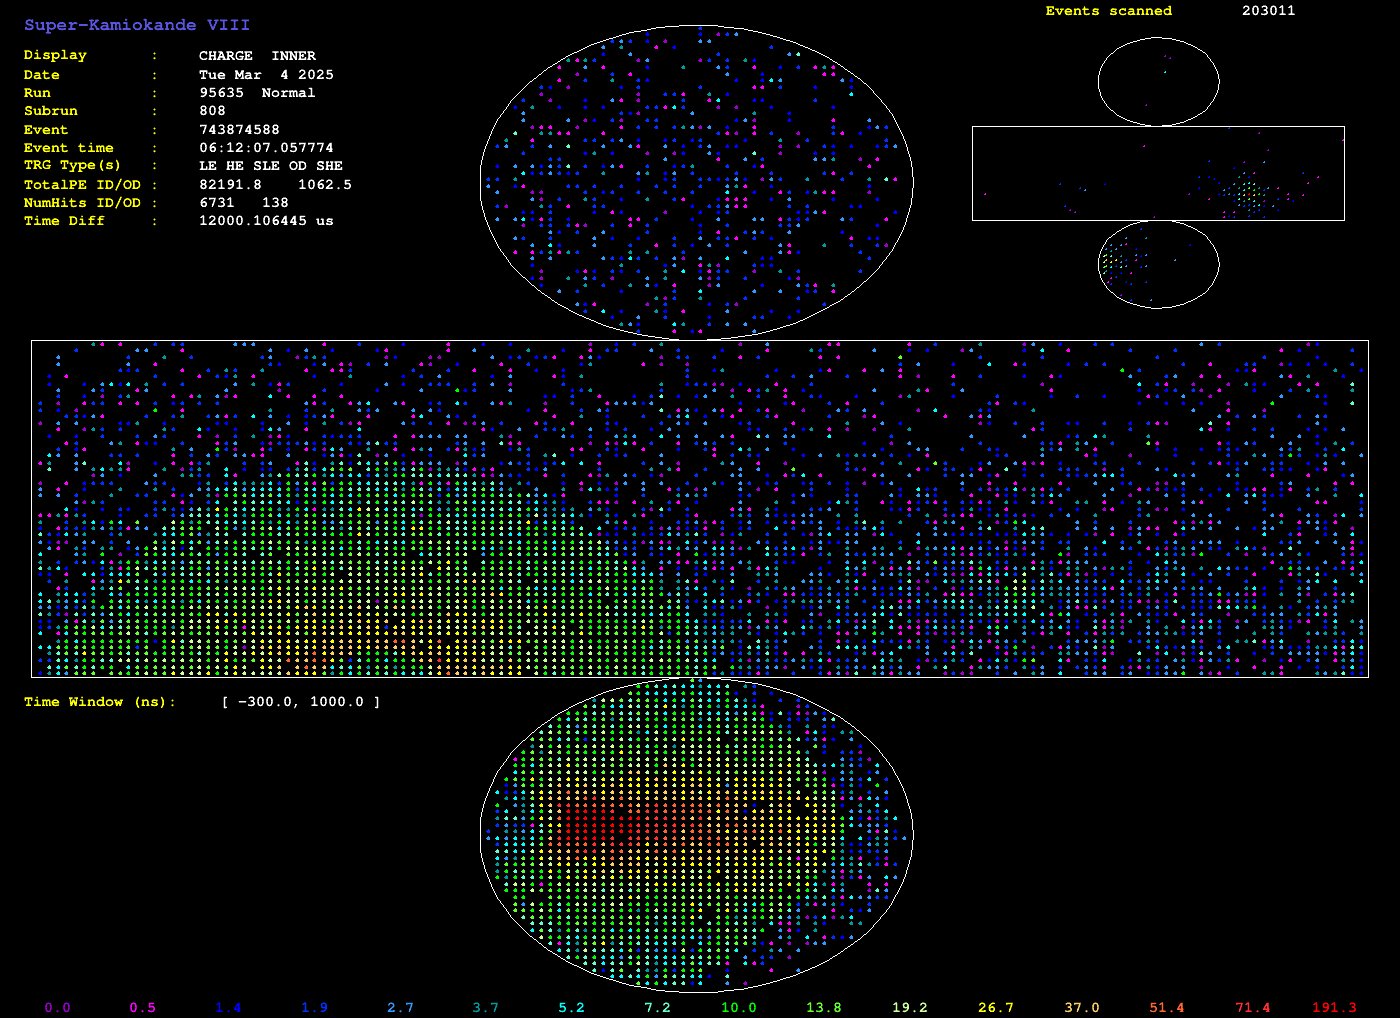 Super-Kamiokande VIII
Events scanned 203011
Display : CHARGE INNER
Date : Tue Mar 4 2025
Run : 95635 Normal
Subrun : 808
Event : 743874588
Event time : 06:12:07.057774
TRG Type(s) : LE HE SLE OD SHE
TotalPE ID/OD : 82191.8 1062.5
NumHits ID/OD : 6731 138
Time Diff : 12000.106445 us
Time Window (ns): [ -300.0, 1000.0 ]
0.0 0.5 1.4 1.9 2.7 3.7 5.2 7.2 10.0 13.8 19.2 26.7 37.0 51.4 71.4 191.3